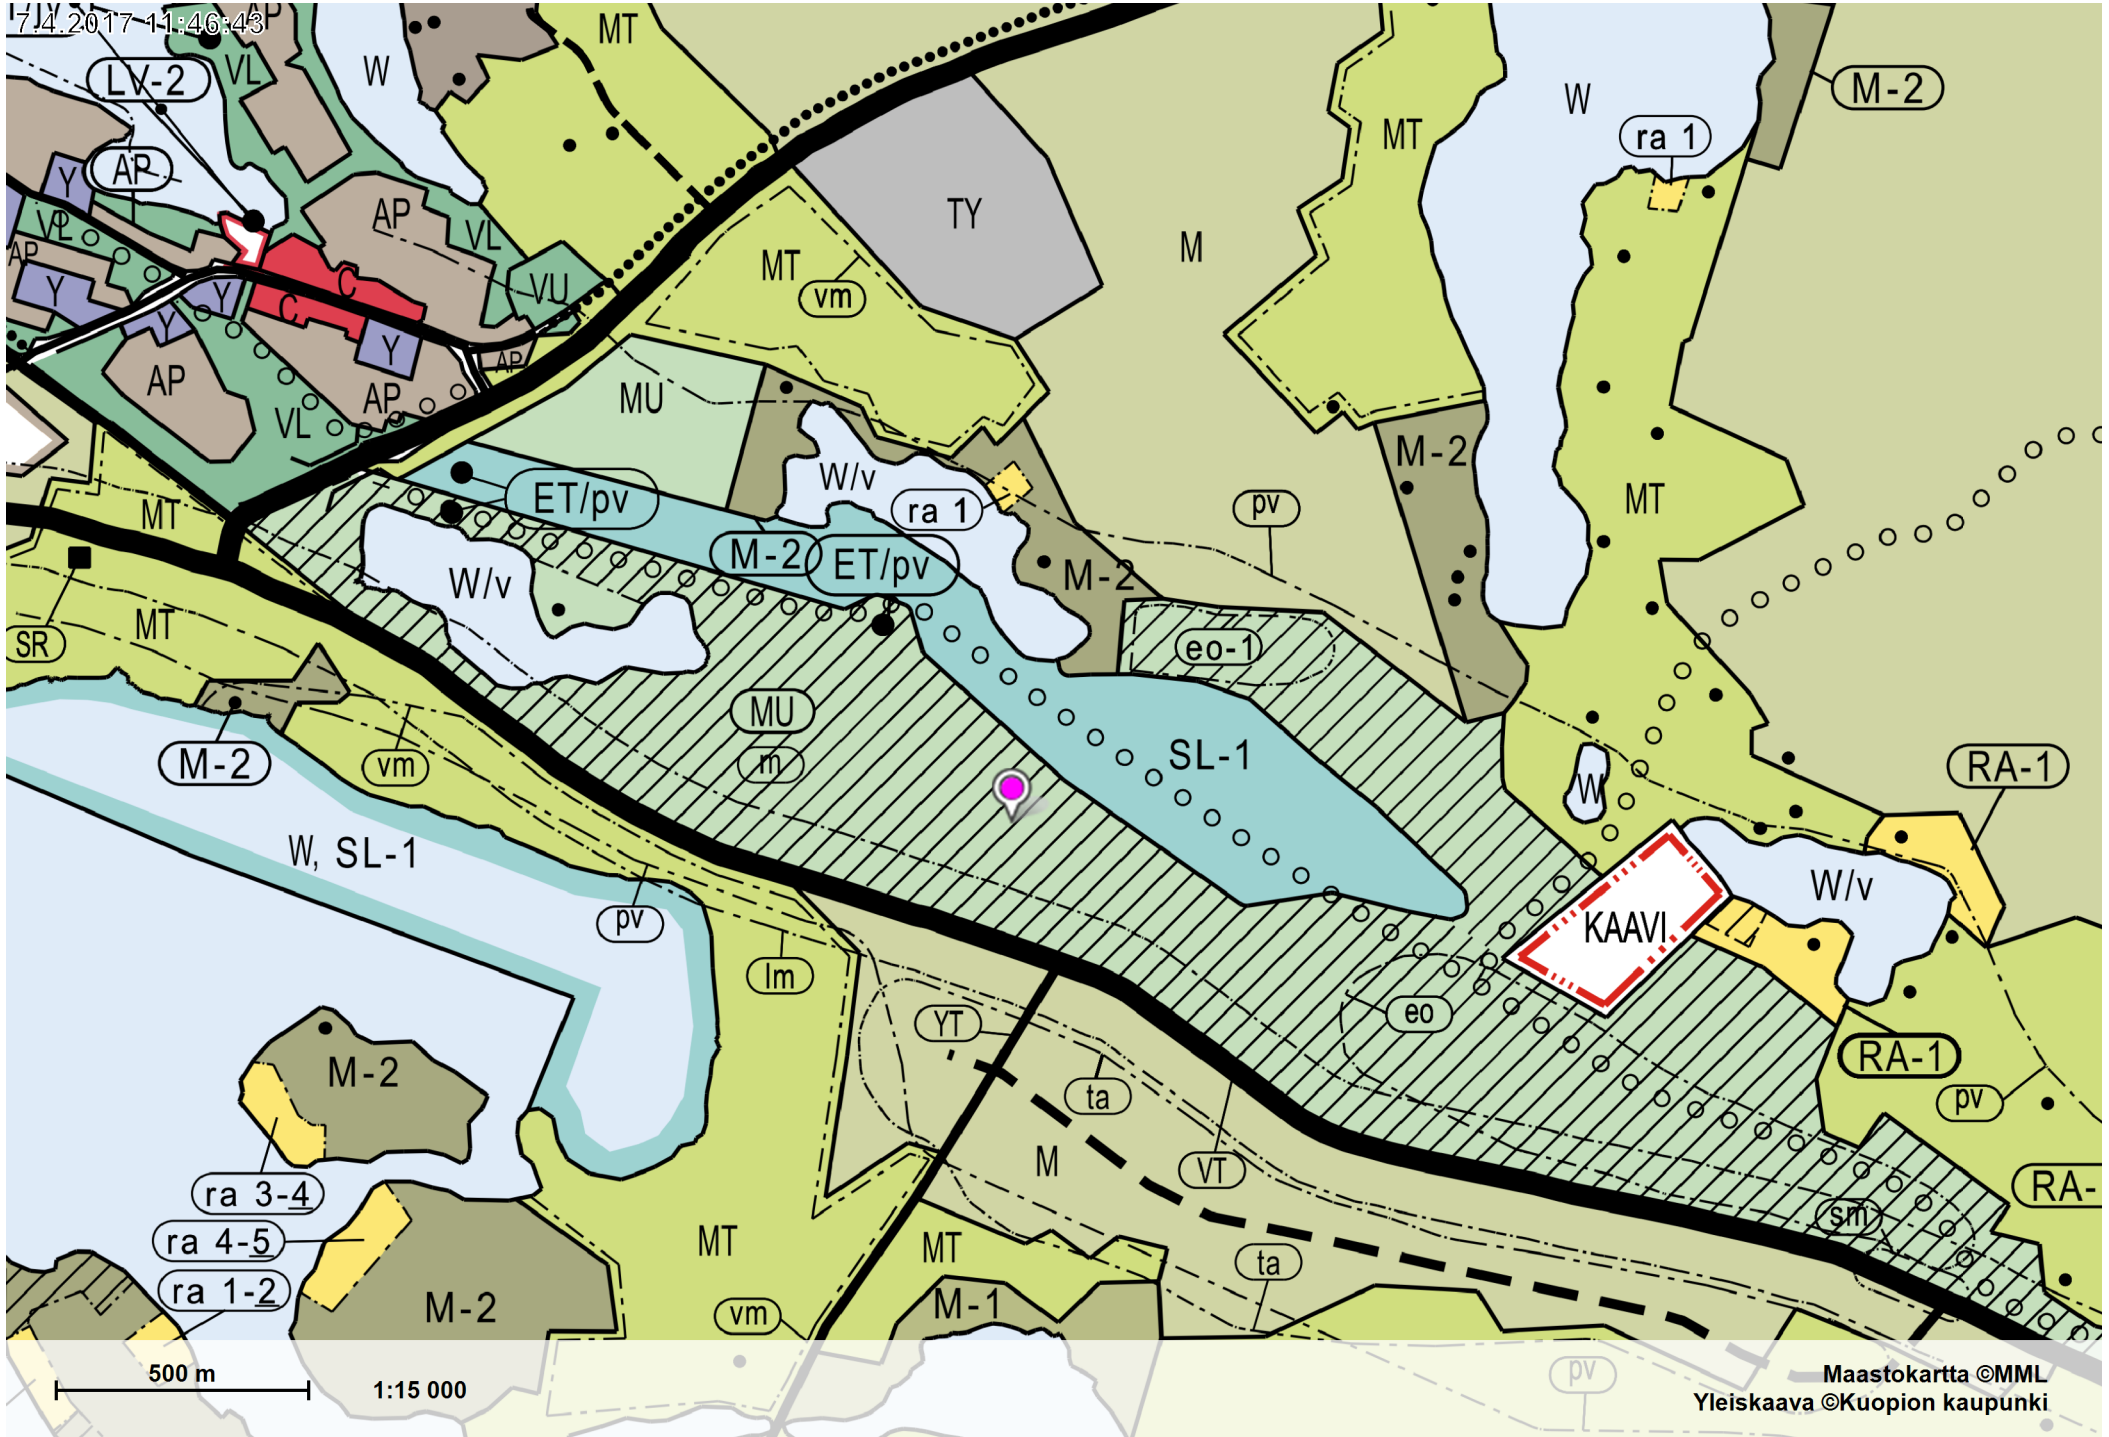 7.4.2017 11:46:43
AP
MT
VL
W
LV-2
W
M-2
MT
ra 1
AP
Y
VL
AP
VL
TY
M
AP
MT
vm
VU
Y
Y
C
C
Y
Y
AP
AP
AP
MU
VL
W/v
M-2
MT
ET/pv
ra 1
pv
MT
M-2
ET/pv
M-2
W/v
MT
SR
eo-1
MU
m
SL-1
M-2
vm
RA-1
W
W, SL-1
W/v
pv
KAAVI
lm
YT
eo
RA-1
M-2
ta
pv
M
VT
ra 3-4
RA-
sm
ra 4-5
MT
MT
ta
ra 1-2
M-2
vm
M-1
pv
500 m
1:15 000
Maastokartta ©MML
Yleiskaava ©Kuopion kaupunki